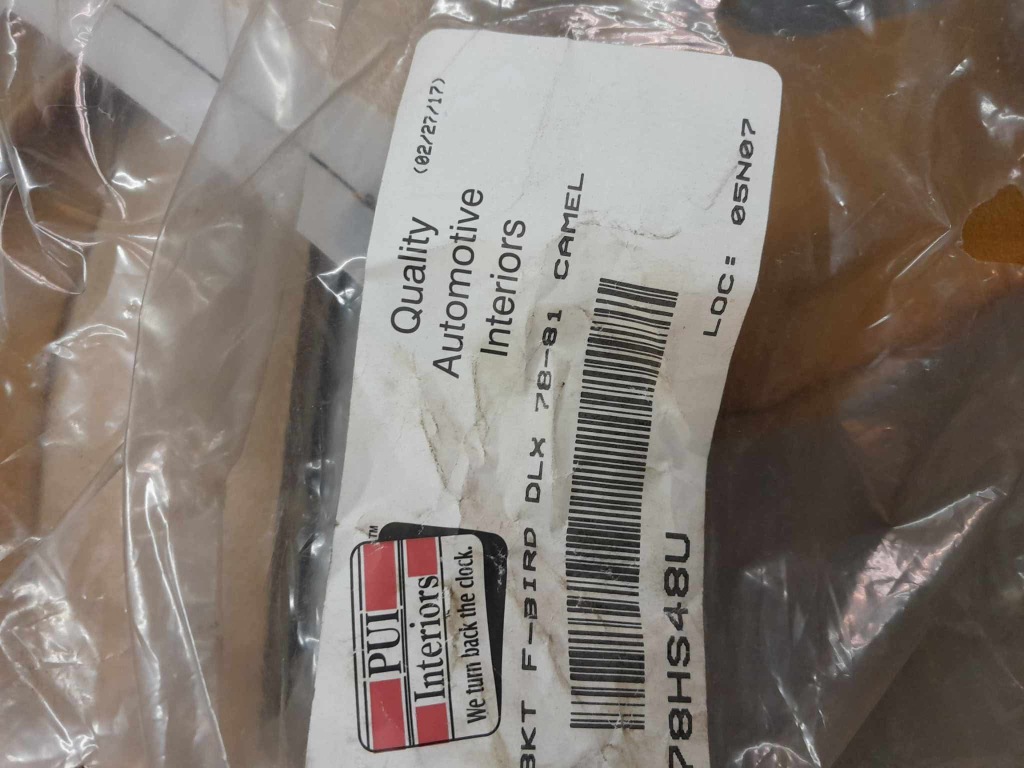 (02/27/17)
Quality
Automotive
Interiors
PUI
Interiors
™
We turn back the clock.
BKT F-BIRD DLX 78-81 CAMEL
78HS48U
LOC: 05N07